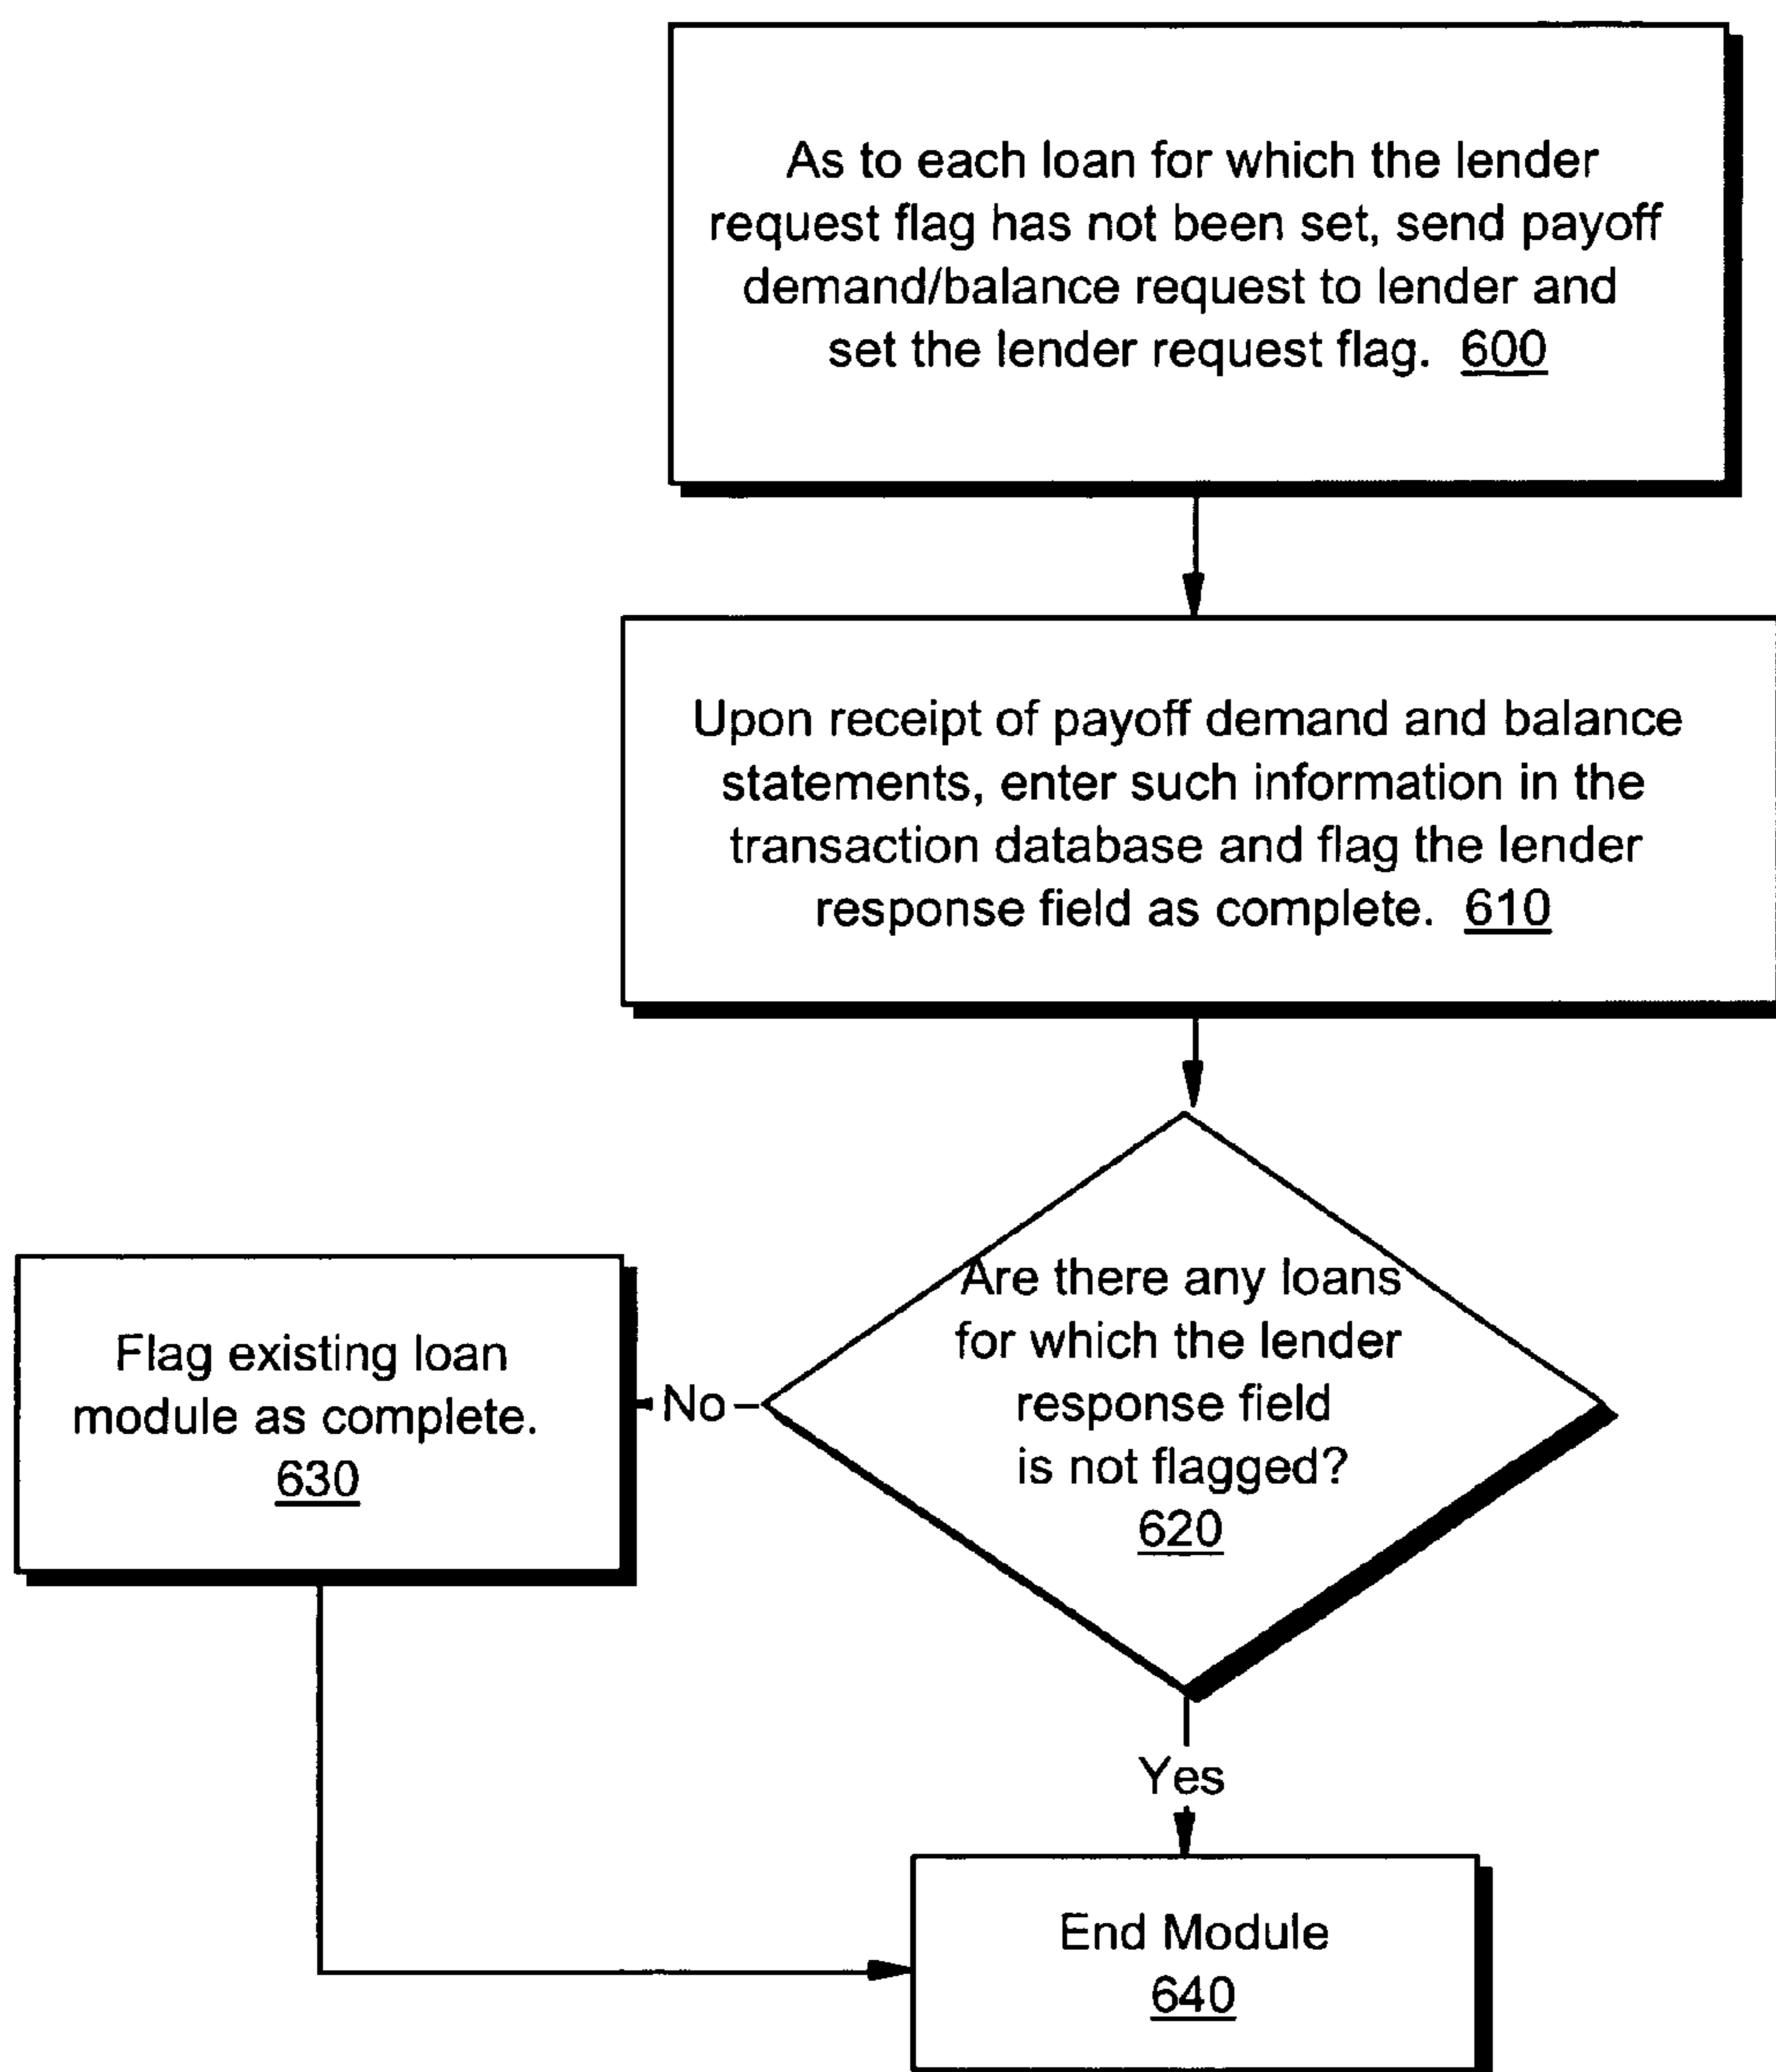 As to each loan for which the lender
request flag has not been set, send payoff
demand/balance request to lender and
set the lender request flag. 600
Upon receipt of payoff demand and balance
statements, enter such information in the
transaction database and flag the lender
response field as complete. 610
Are there any loans
for which the lender
response field
is not flagged?
620
No
Flag existing loan
module as complete.
630
Yes
End Module
640